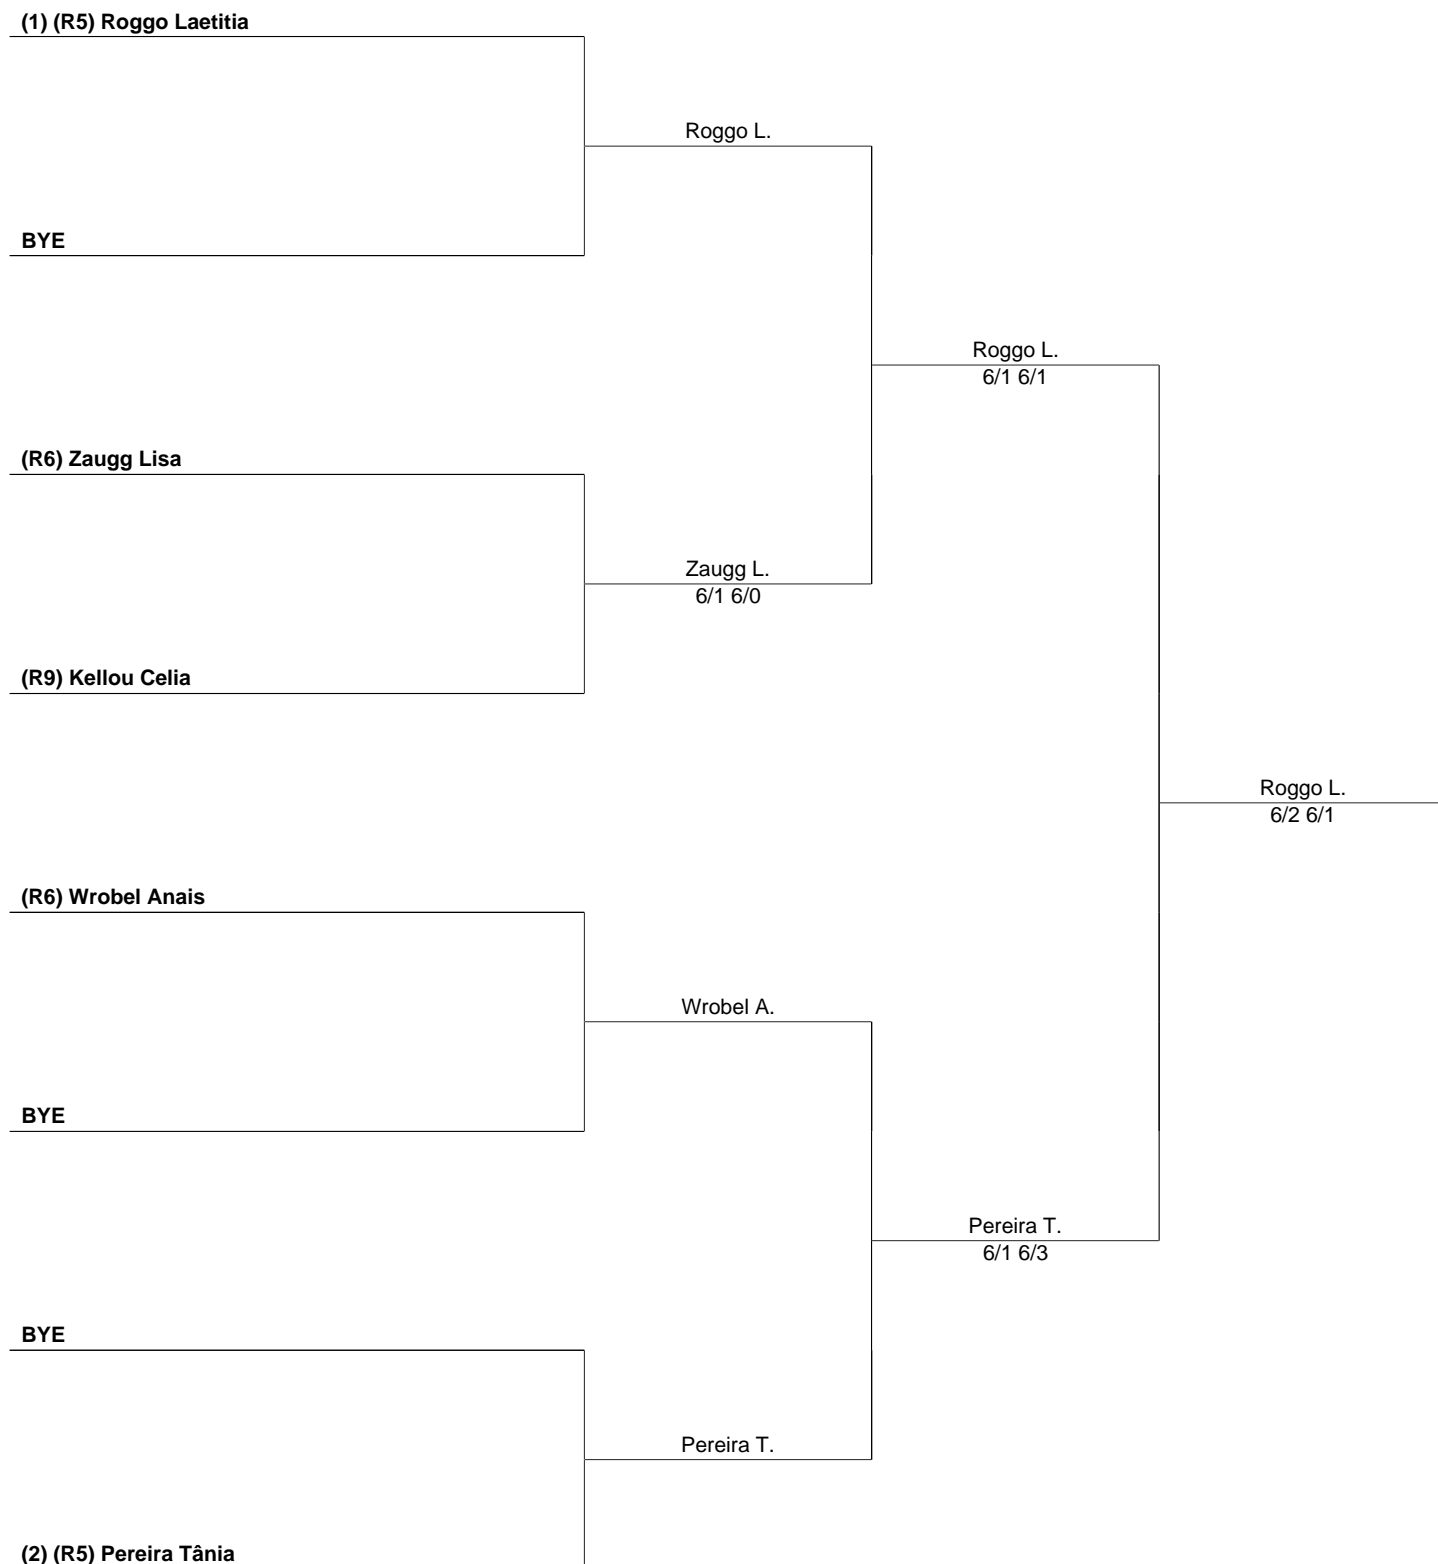 (1) (R5) Roggo Laetitia
Roggo L.
BYE
Roggo L.
6/1 6/1
(R6) Zaugg Lisa
Zaugg L.
6/1 6/0
(R9) Kellou Celia
Roggo L.
6/2 6/1
(R6) Wrobel Anais
Wrobel A.
BYE
Pereira T.
6/1 6/3
BYE
Pereira T.
(2) (R5) Pereira Tânia